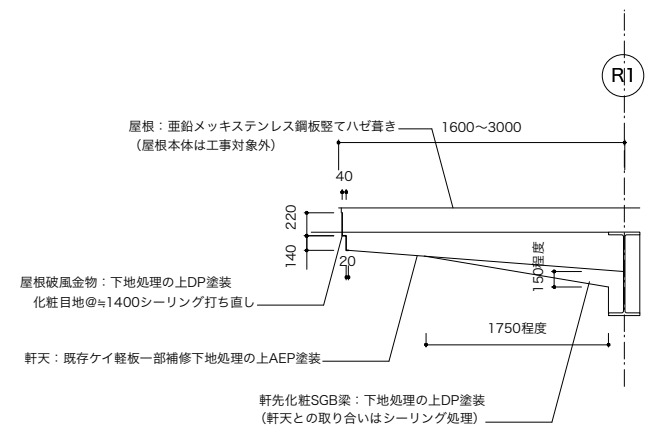 R1
屋根：亜鉛メッキステンレス鋼板竪てハゼ葺き
（屋根本体は工事対象外）
1600〜3000
40
220
140
20
150程度
屋根破風金物：下地処理の上DP塗装
化粧目地@≒1400シーリング打ち直し
1750程度
軒天：既存ケイ軽板一部補修下地処理の上AEP塗装
軒先化粧SGB梁：下地処理の上DP塗装
（軒天との取り合いはシーリング処理）